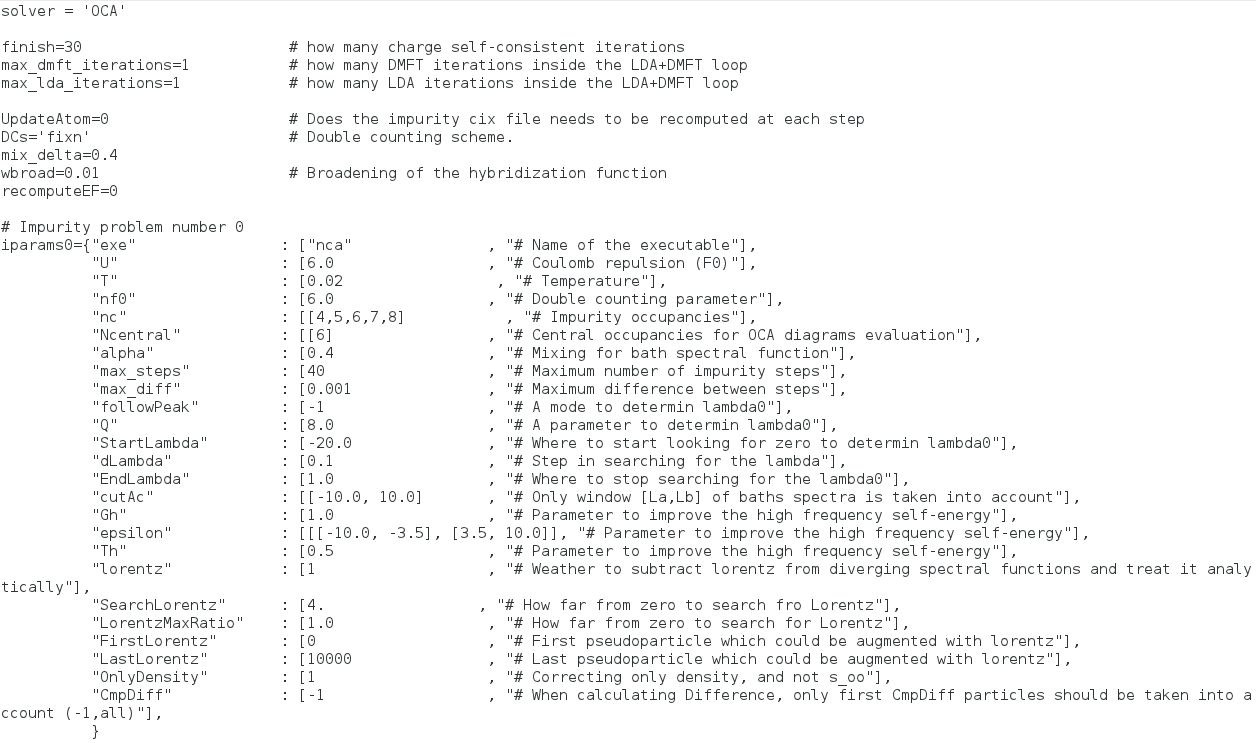 solver = 'OCA'
finish=30                       # how many charge self-consistent iterations
max_dmft_iterations=1           # how many DMFT iterations inside the LDA+DMFT loop
max_lda_iterations=1            # how many LDA iterations inside the LDA+DMFT loop
UpdateAtom=0                    # Does the impurity cix file needs to be recomputed at each step
DCs='fixn'                      # Double counting scheme.
mix_delta=0.4
wbroad=0.01                     # Broadening of the hybridization function
recomputeEF=0
# Impurity problem number 0
iparams0={"exe"                : ["nca"               , "# Name of the executable"],
          "U"                  : [6.0                 , "# Coulomb repulsion (F0)"],
          "T"                  : [0.02                 , "# Temperature"],
          "nf0"                : [6.0                 , "# Double counting parameter"],
          "nc"                 : [[4,5,6,7,8]           , "# Impurity occupancies"],
          "Ncentral"           : [[6]                 , "# Central occupancies for OCA diagrams evaluation"],
          "alpha"              : [0.4                 , "# Mixing for bath spectral function"],
          "max_steps"          : [40                  , "# Maximum number of impurity steps"],
          "max_diff"           : [0.001               , "# Maximum difference between steps"],
          "followPeak"         : [-1                  , "# A mode to determin lambda0"],
          "Q"                  : [8.0                 , "# A parameter to determin lambda0"],
          "StartLambda"        : [-20.0               , "# Where to start looking for zero to determin lambda0"],
          "dLambda"            : [0.1                 , "# Step in searching for the lambda"],
          "EndLambda"          : [1.0                 , "# Where to stop searching for the lambda0"],
          "cutAc"              : [[-10.0, 10.0]       , "# Only window [La,Lb] of baths spectra is taken into account"],
          "Gh"                 : [1.0                 , "# Parameter to improve the high frequency self-energy"],
          "epsilon"            : [[[-10.0, -3.5], [3.5, 10.0]], "# Parameter to improve the high frequency self-energy"],
          "Th"                 : [0.5                 , "# Parameter to improve the high frequency self-energy"],
          "lorentz"            : [1                   , "# Weather to subtract lorentz from diverging spectral functions and treat it analy
tically"],
          "SearchLorentz"      : [4.                 , "# How far from zero to search fro Lorentz"],
          "LorentzMaxRatio"    : [1.0                 , "# How far from zero to search for Lorentz"],
          "FirstLorentz"       : [0                   , "# First pseudoparticle which could be augmented with lorentz"],
          "LastLorentz"        : [10000               , "# Last pseudoparticle which could be augmented with lorentz"],
          "OnlyDensity"        : [1                   , "# Correcting only density, and not s_oo"],
          "CmpDiff"            : [-1                  , "# When calculating Difference, only first CmpDiff particles should be taken into a
ccount (-1,all)"],
          }